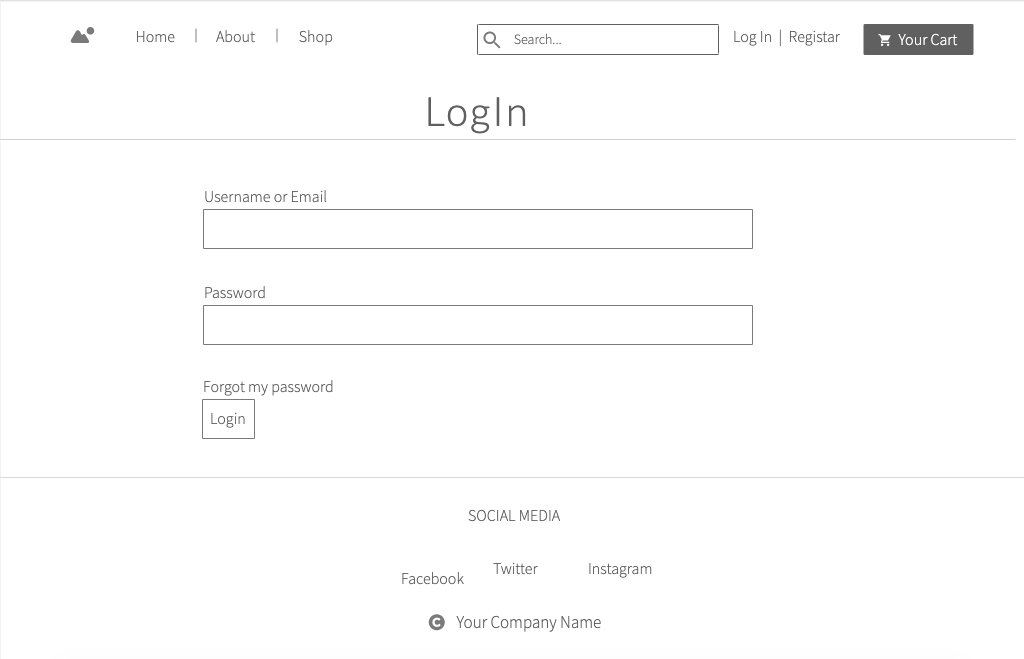 Home | About | Shop Search... Log In | Registar Your Cart
LogIn
Username or Email
Password
Forgot my password
Login
SOCIAL MEDIA
Facebook Twitter Instagram
© Your Company Name